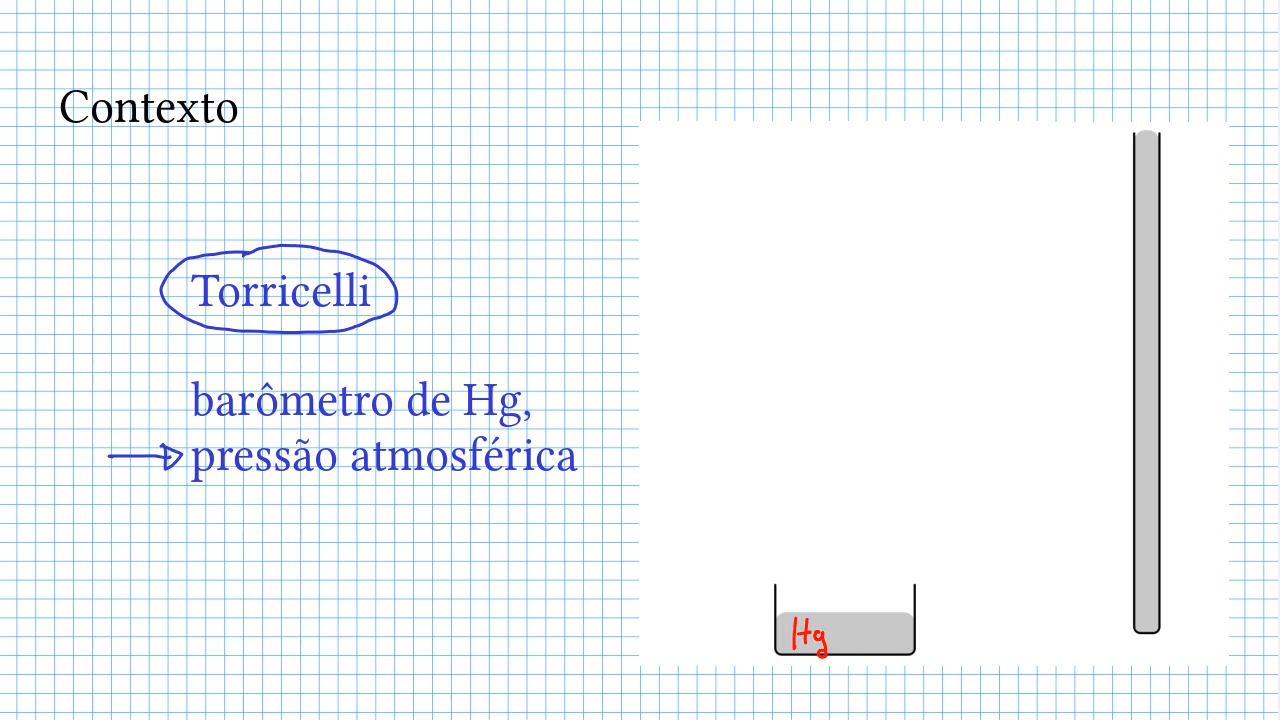 Contexto
Torricelli
barômetro de Hg,
pressão atmosférica
Hg